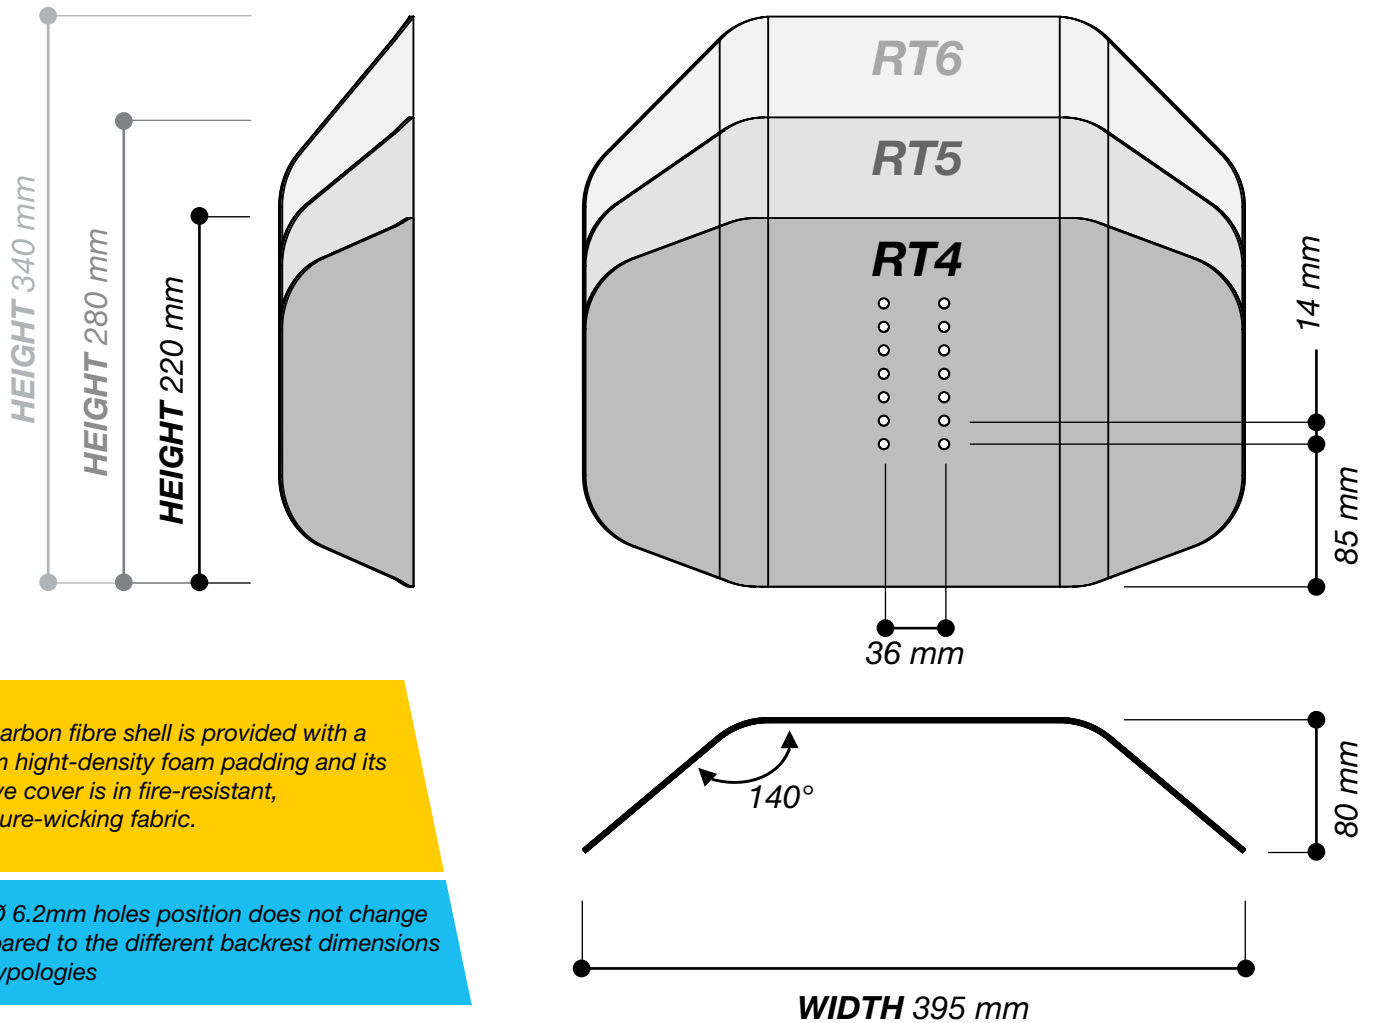 RT6
RT5
RT4
HEIGHT 340 mm
HEIGHT 280 mm
HEIGHT 220 mm
14 mm
85 mm
36 mm
140°
80 mm
WIDTH 395 mm
arbon fibre shell is provided with a
hight-density foam padding and its
cover is in fire-resistant,
ure-wicking fabric.
Ø 6.2mm holes position does not change
pared to the different backrest dimensions
ypologies